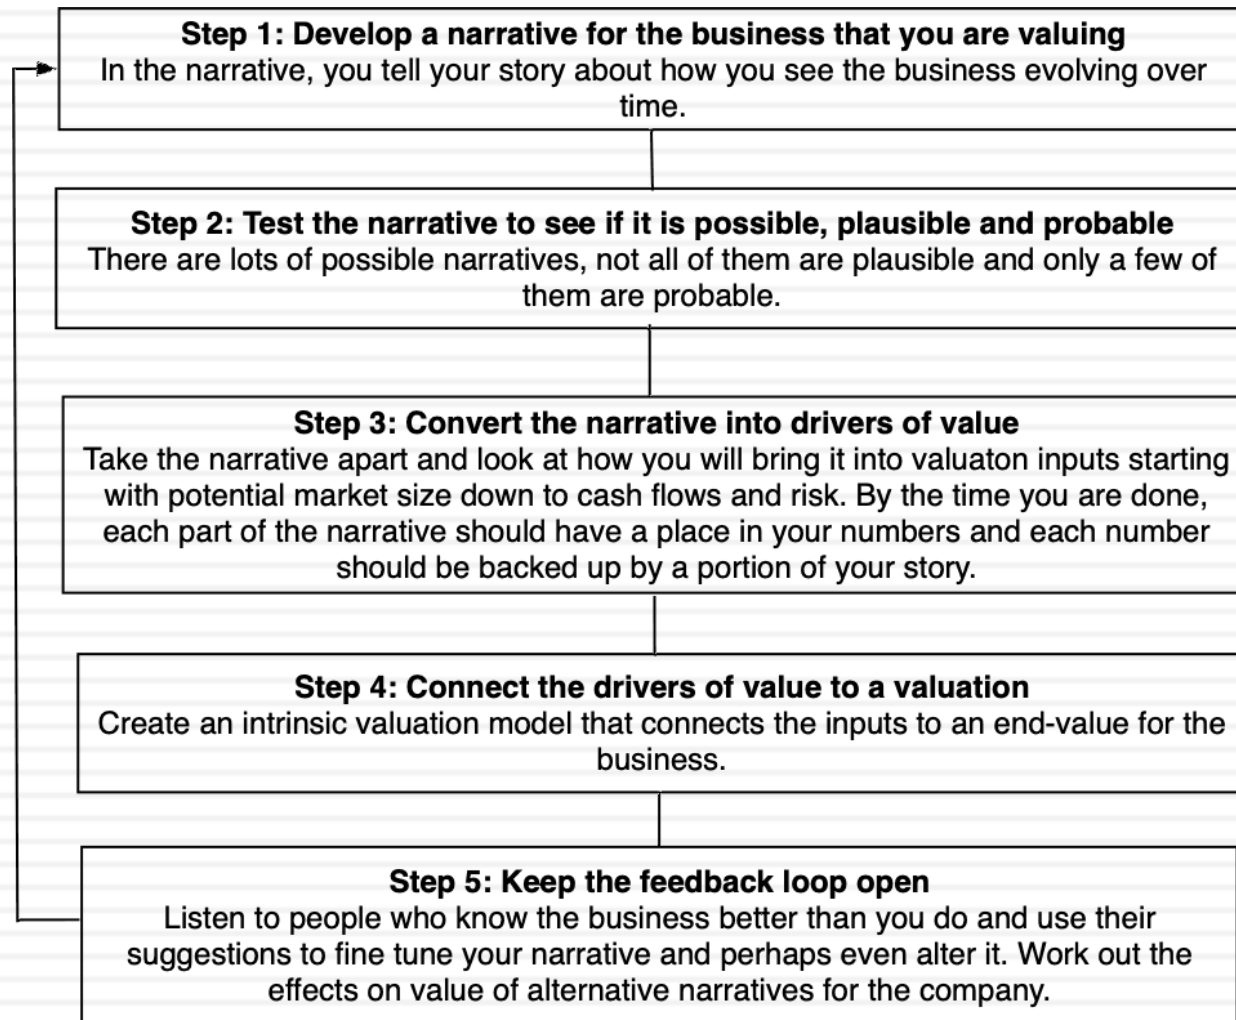 Step 1: Develop a narrative for the business that you are valuing
In the narrative, you tell your story about how you see the business evolving over
time.
Step 2: Test the narrative to see if it is possible, plausible and probable
There are lots of possible narratives, not all of them are plausible and only a few of
them are probable.
Step 3: Convert the narrative into drivers of value
Take the narrative apart and look at how you will bring it into valuaton inputs starting
with potential market size down to cash flows and risk. By the time you are done,
each part of the narrative should have a place in your numbers and each number
should be backed up by a portion of your story.
Step 4: Connect the drivers of value to a valuation
Create an intrinsic valuation model that connects the inputs to an end-value for the
business.
Step 5: Keep the feedback loop open
Listen to people who know the business better than you do and use their
suggestions to fine tune your narrative and perhaps even alter it. Work out the
effects on value of alternative narratives for the company.